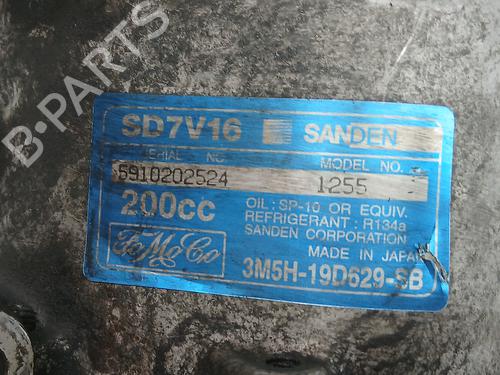 B-PARTS
SD7V16 SANDEN
SERIAL NO. MODEL NO.
5910202524 1255
200cc OIL : SP-10 OR EQUIV.
REFRIGERANT : R134a
SANDEN CORPORATION
FoMoCo MADE IN JAPAN
3M5H-19D629-SB